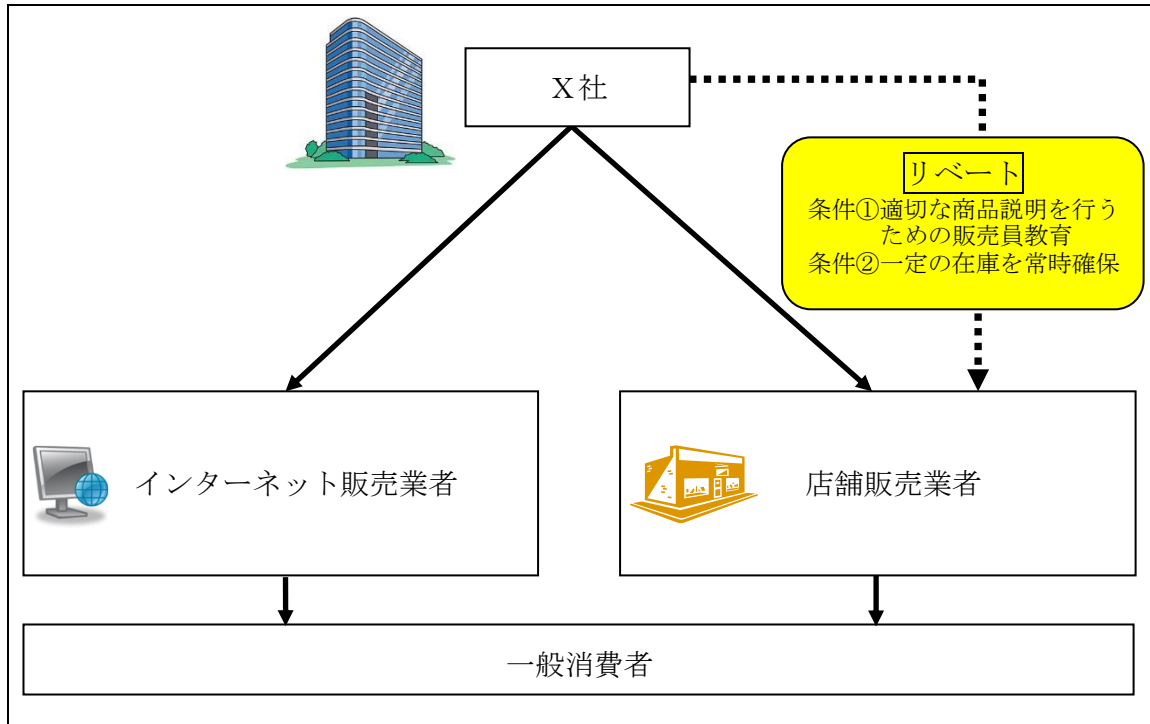 X社
リベート
条件①適切な商品説明を行う
ための販売員教育
条件②一定の在庫を常時確保
インターネット販売業者
店舗販売業者
一般消費者